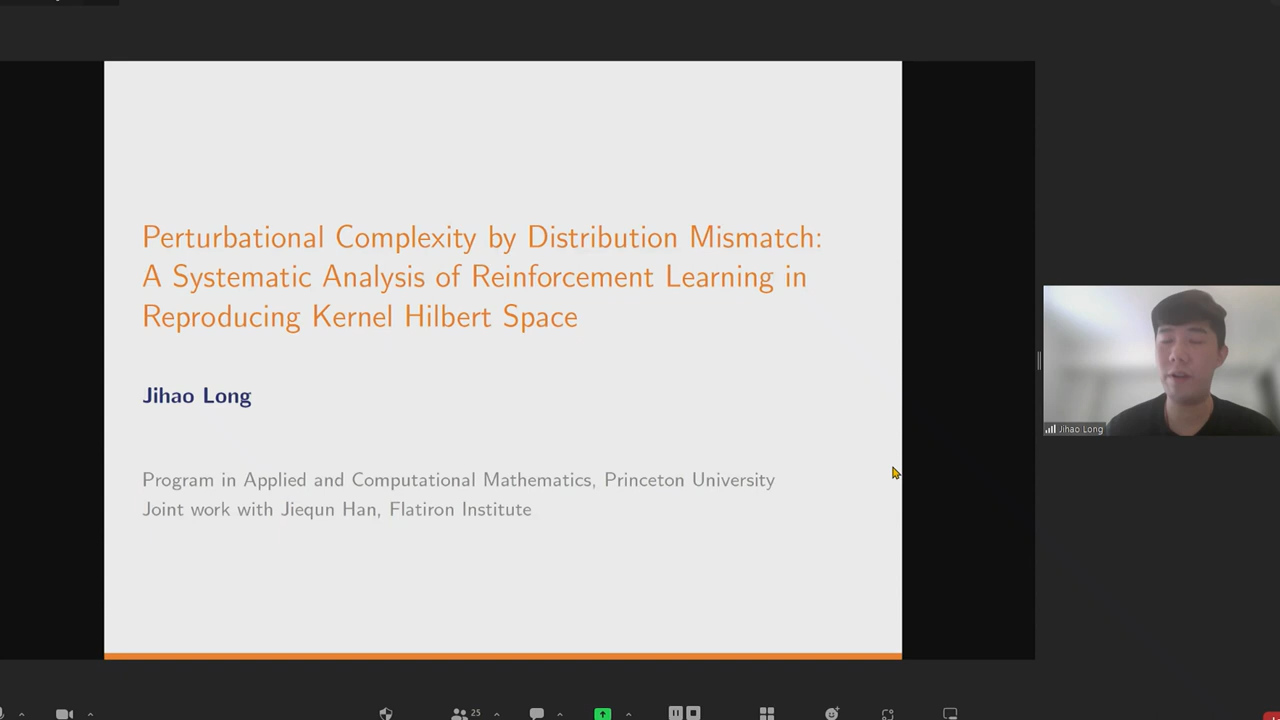 Perturbational Complexity by Distribution Mismatch:
A Systematic Analysis of Reinforcement Learning in
Reproducing Kernel Hilbert Space
Jihao Long
Program in Applied and Computational Mathematics, Princeton University
Joint work with Jiequn Han, Flatiron Institute
Jihao Long
25